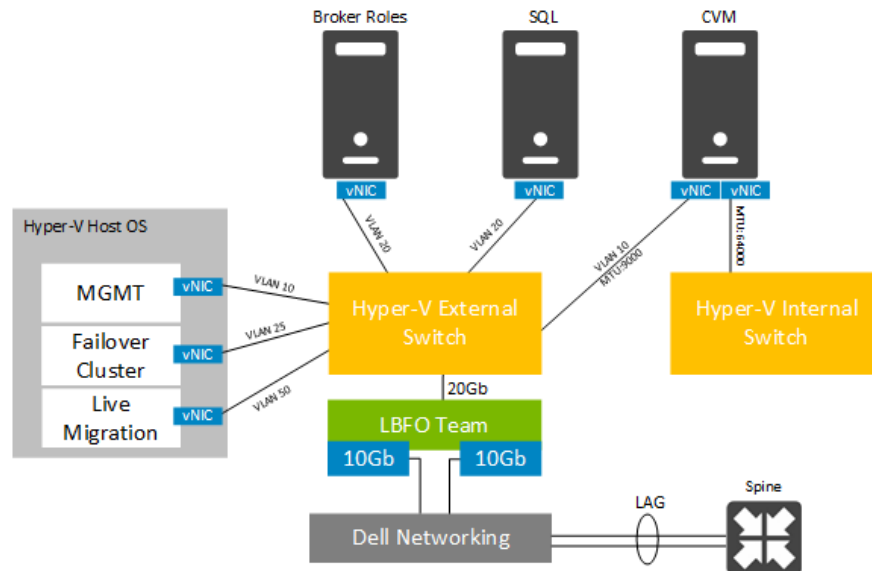 Broker Roles
SQL
CVM
vNIC
vNIC
vNIC
vNIC
Hyper-V Host OS
VLAN 20
VLAN 20
VLAN 10
MTU:9000
MTU: 64000
MGMT
vNIC
VLAN 10
Hyper-V External
Switch
Hyper-V Internal
Switch
Failover
Cluster
vNIC
VLAN 25
Live
Migration
vNIC
VLAN 50
20Gb
LBFO Team
10Gb
10Gb
Spine
LAG
Dell Networking